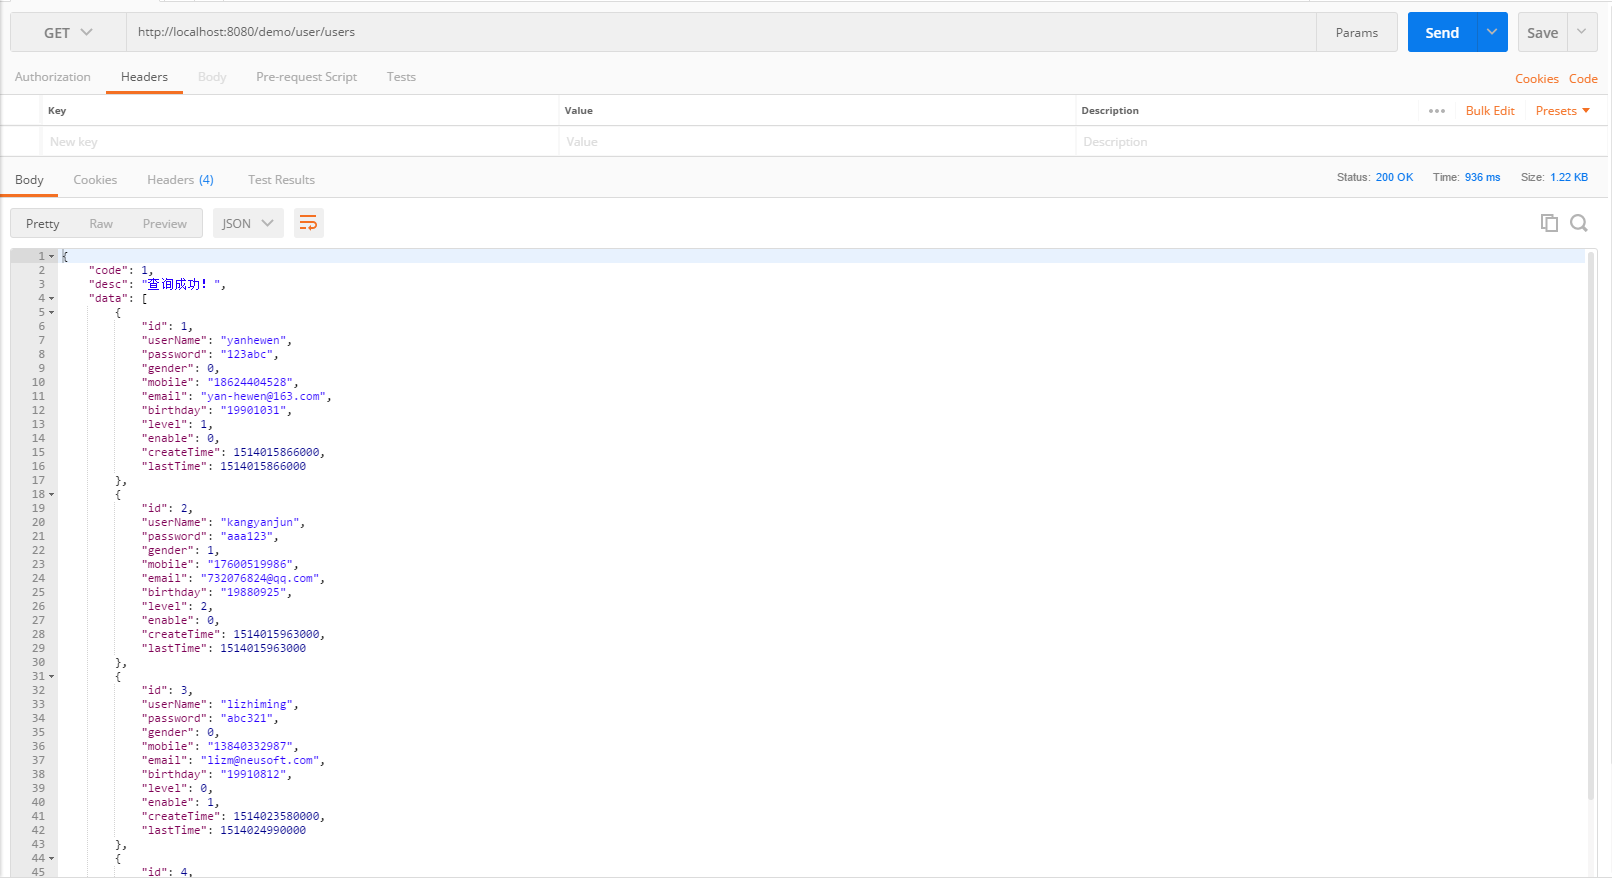 GET http://localhost:8080/demo/user/users Params Send Save
Authorization Headers Body Pre-request Script Tests Cookies Code
Key Value Description ••• Bulk Edit Presets
New key Value Description
Body Cookies Headers (4) Test Results Status: 200 OK Time: 936 ms Size: 1.22 KB
Pretty Raw Preview JSON
1 {
2 "code": 1,
3 "desc": "查询成功！",
4 "data": [
5 {
6 "id": 1,
7 "userName": "yanhewen",
8 "password": "123abc",
9 "gender": 0,
10 "mobile": "18624404528",
11 "email": "yan-hewen@163.com",
12 "birthday": "19901031",
13 "level": 1,
14 "enable": 0,
15 "createTime": 1514015866000,
16 "lastTime": 1514015866000
17 },
18 {
19 "id": 2,
20 "userName": "kangyanjun",
21 "password": "aaa123",
22 "gender": 1,
23 "mobile": "17600519986",
24 "email": "732076824@qq.com",
25 "birthday": "19880925",
26 "level": 2,
27 "enable": 0,
28 "createTime": 1514015963000,
29 "lastTime": 1514015963000
30 },
31 {
32 "id": 3,
33 "userName": "lizhiming",
34 "password": "abc321",
35 "gender": 0,
36 "mobile": "13840332987",
37 "email": "lizm@neusoft.com",
38 "birthday": "19910812",
39 "level": 0,
40 "enable": 1,
41 "createTime": 1514023580000,
42 "lastTime": 1514024990000
43 },
44 {
45 "id": 4,